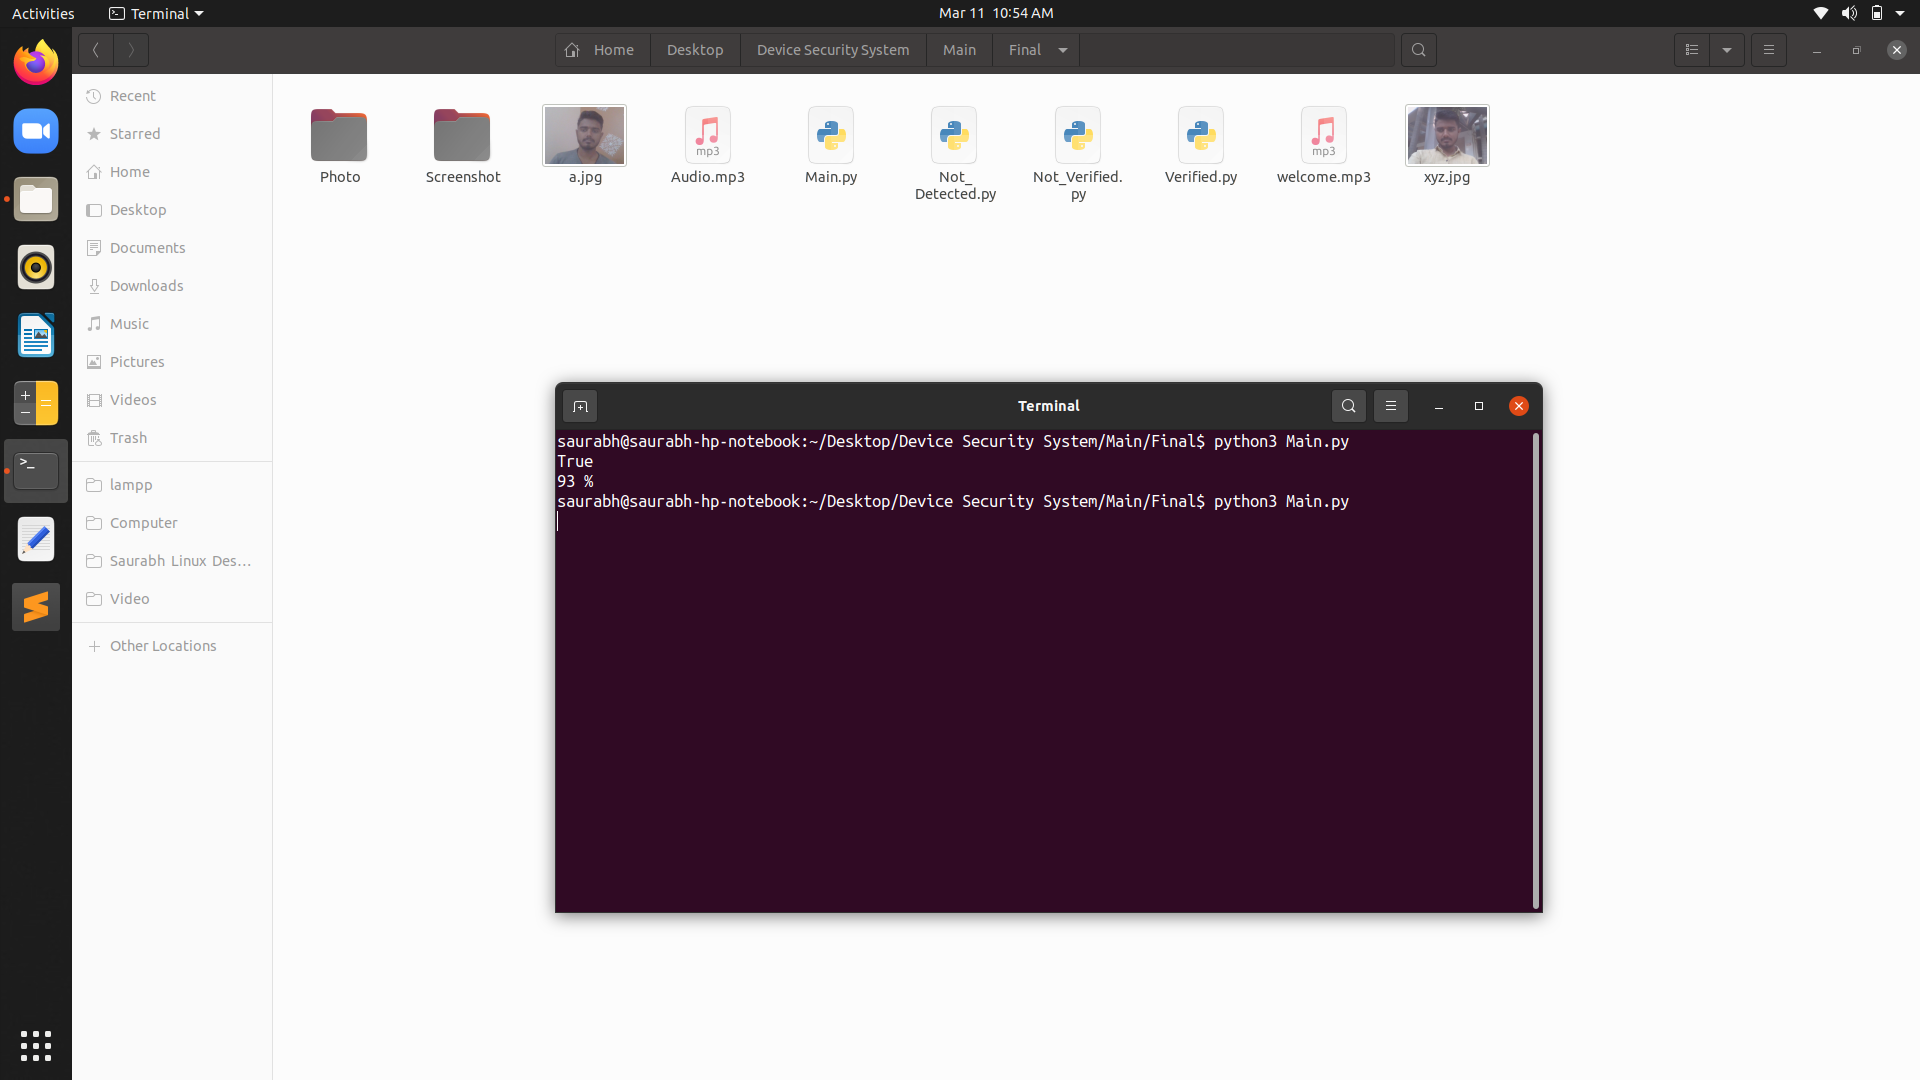 Activities
Terminal
Mar 11 10:54 AM
Home
Desktop
Device Security System
Main
Final
Recent
Starred
Home
Desktop
Documents
Downloads
Music
Pictures
Videos
Trash
lampp
Computer
Saurabh Linux Des...
Video
Other Locations
Photo
Screenshot
a.jpg
mp3
Audio.mp3
Main.py
Not_
Detected.py
Not_Verified.
py
Verified.py
mp3
welcome.mp3
xyz.jpg
Terminal
saurabh@saurabh-hp-notebook:~/Desktop/Device Security System/Main/Final$ python3 Main.py
True
93 %
saurabh@saurabh-hp-notebook:~/Desktop/Device Security System/Main/Final$ python3 Main.py